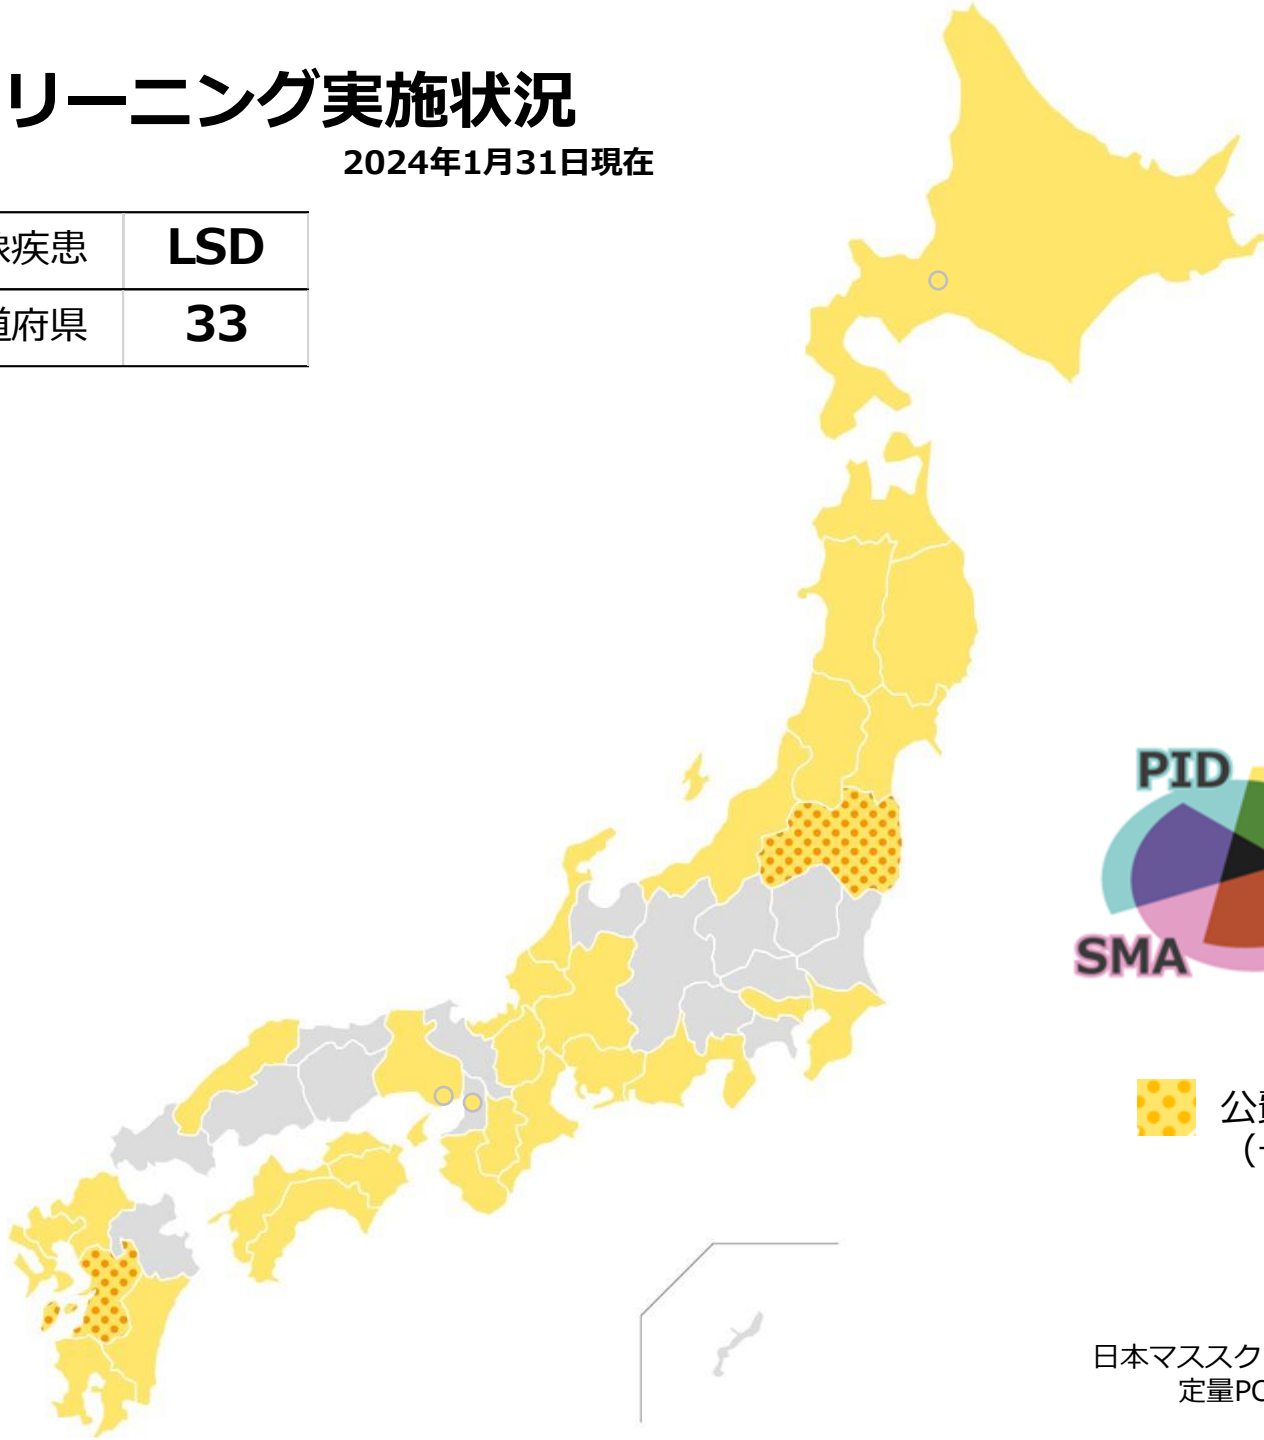 リーニング実施状況
2024年1月31日現在
疾患 LSD
府県 33
PID
SMA
公
日本マススク
定量PC